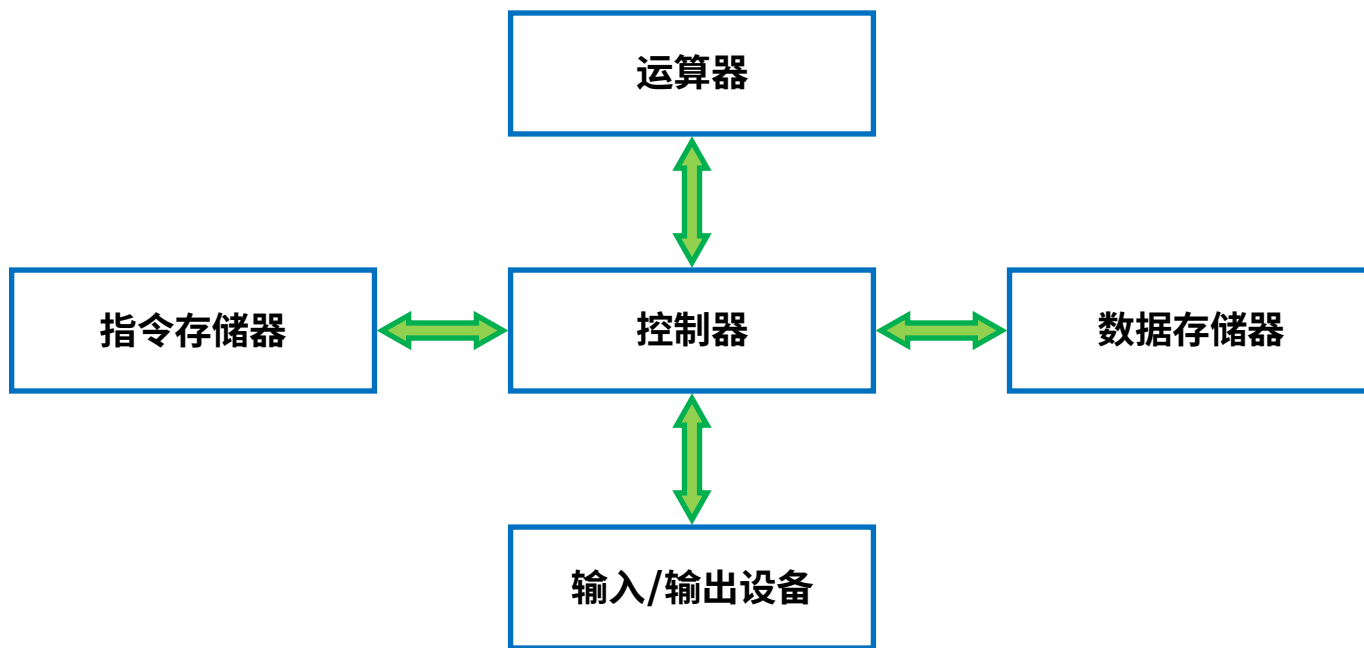 运算器
指令存储器
控制器
数据存储器
输入/输出设备